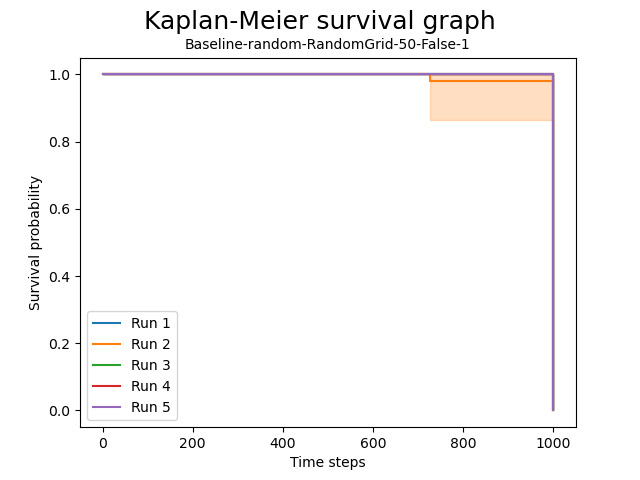 Kaplan-Meier survival graph
Baseline-random-RandomGrid-50-False-1
1.0
0.8
0.6
0.4
0.2
0.0
Survival probability
Run 1
Run 2
Run 3
Run 4
Run 5
0 200 400 600 800 1000
Time steps